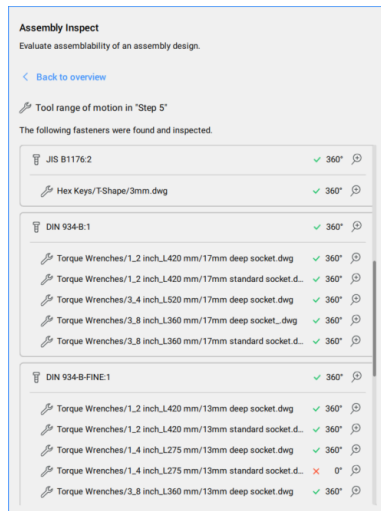 Assembly Inspect
Evaluate assemblability of an assembly design.
Back to overview
Tool range of motion in "Step 5"
The following fasteners were found and inspected.
JIS B1176:2 360°
Hex Keys/T-Shape/3mm.dwg 360°
DIN 934-B:1 360°
Torque Wrenches/1_2 inch_L420 mm/17mm deep socket.dwg 360°
Torque Wrenches/1_2 inch_L420 mm/17mm standard socket.d... 360°
Torque Wrenches/3_4 inch_L520 mm/17mm deep socket.dwg 360°
Torque Wrenches/3_8 inch_L360 mm/17mm deep socket_.dwg 360°
Torque Wrenches/3_8 inch_L360 mm/17mm standard socket.d... 360°
DIN 934-B-FINE:1 360°
Torque Wrenches/1_2 inch_L420 mm/13mm deep socket.dwg 360°
Torque Wrenches/1_2 inch_L420 mm/13mm standard socket.d... 360°
Torque Wrenches/1_4 inch_L275 mm/13mm deep socket.dwg 360°
Torque Wrenches/1_4 inch_L275 mm/13mm standard socket.d... 0°
Torque Wrenches/3_8 inch_L360 mm/13mm deep socket.dwg 360°